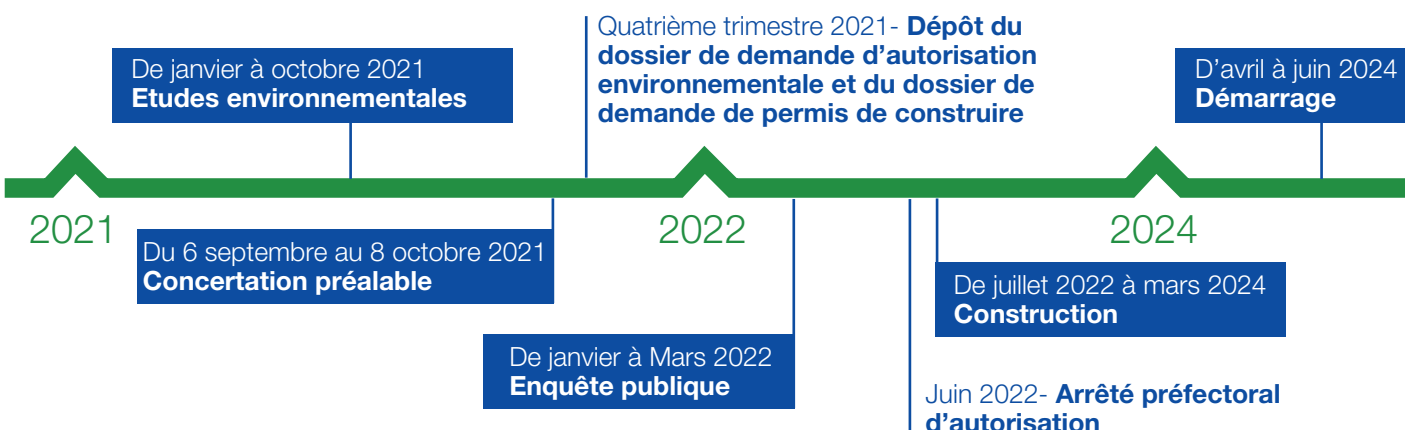 De janvier à octobre 2021
Etudes environnementales
Quatrième trimestre 2021- Dépôt du
dossier de demande d’autorisation
environnementale et du dossier de
demande de permis de construire
D’avril à juin 2024
Démarrage
2021
2022
2024
Du 6 septembre au 8 octobre 2021
Concertation préalable
De juillet 2022 à mars 2024
Construction
De janvier à Mars 2022
Enquête publique
Juin 2022- Arrêté préfectoral
d’autorisation